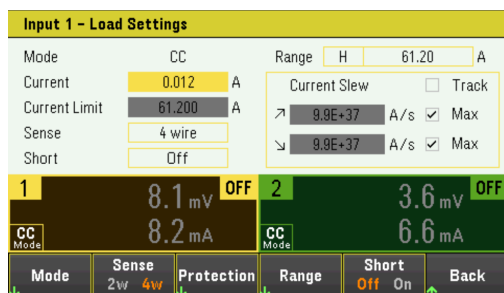 Input 1 – Load Settings
Mode CC Range H 61.20 A
Current 0.012 A Current Slew Track
Current Limit 61.200 A 9.9E+37 A/s Max
Sense 4 wire 9.9E+37 A/s Max
Short Off
1 8.1 mV OFF 2 3.6 mV OFF
CC Mode 8.2 mA CC Mode 6.6 mA
Mode Sense 2w 4w Protection Range Short Off On Back